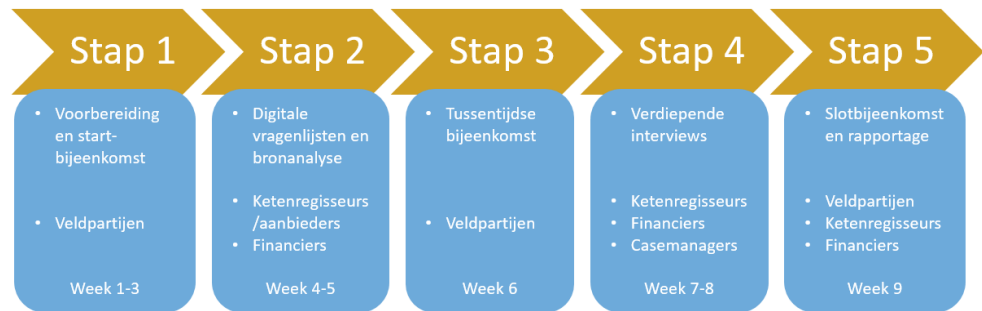 Stap 1
Stap 2
Stap 3
Stap 4
Stap 5
• Voorbereiding
en start-
bijeenkomst
• Veldpartijen
Week 1-3
• Digitale
vragenlijsten en
bronanalyse
• Ketenregisseurs
/aanbieders
• Financiers
Week 4-5
• Tussentijdse
bijeenkomst
• Veldpartijen
Week 6
• Verdiepende
interviews
• Ketenregisseurs
• Financiers
• Casemanagers
Week 7-8
• Slotbijeenkomst
en rapportage
• Veldpartijen
• Ketenregisseurs
• Financiers
Week 9